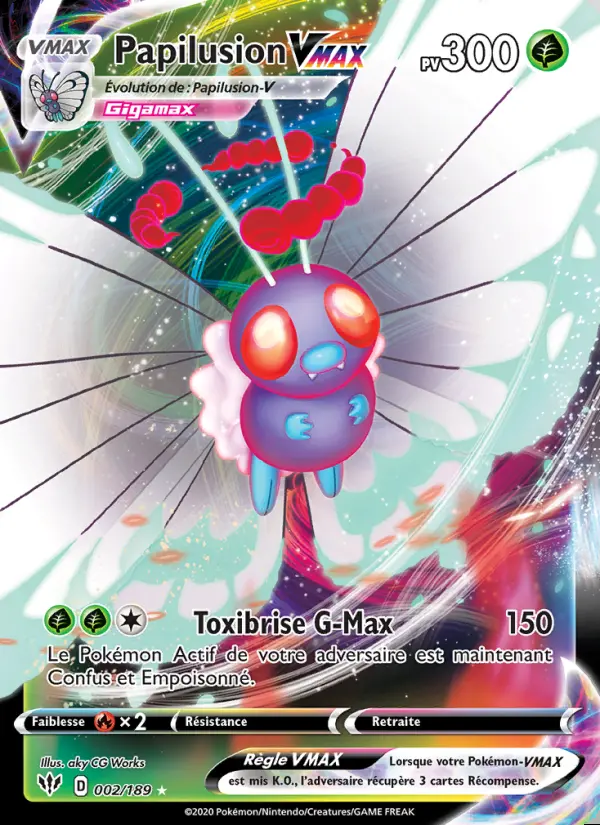 VMAX
Papilusion VMAX
PV 300
Évolution de : Papilusion-V
Gigamax
Toxibrise G-Max 150
Le Pokémon Actif de votre adversaire est maintenant
Confus et Empoisonné.
Faiblesse ×2 Résistance Retraite
Illus. aky CG Works
Règle VMAX Lorsque votre Pokémon-VMAX
est mis K.O., l'adversaire récupère 3 cartes Récompense.
D 002/189
©2020 Pokémon/Nintendo/Creatures/GAME FREAK